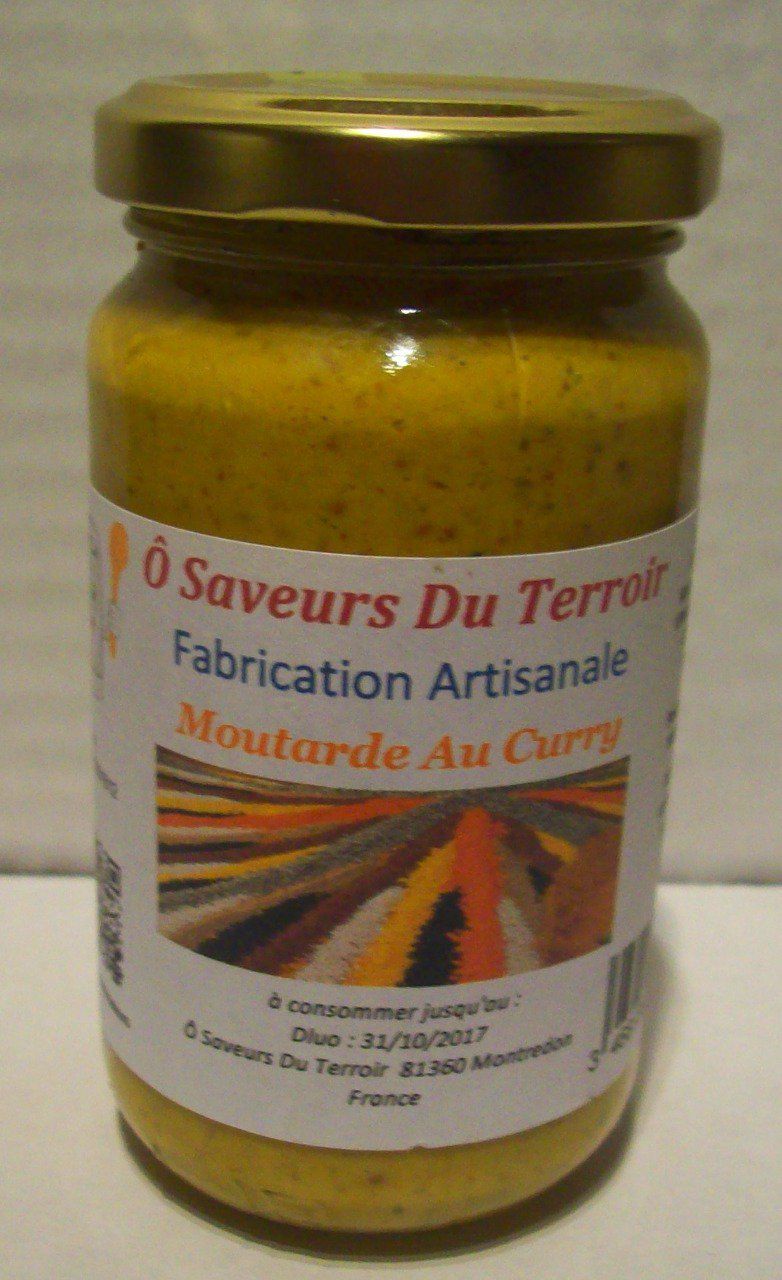 Ô Saveurs Du Terroir
Fabrication Artisanale
Moutarde Au Curry
à consommer jusqu'au :
Dluo : 31/10/2017
Ô Saveurs Du Terroir 81360 Montredon
France
3